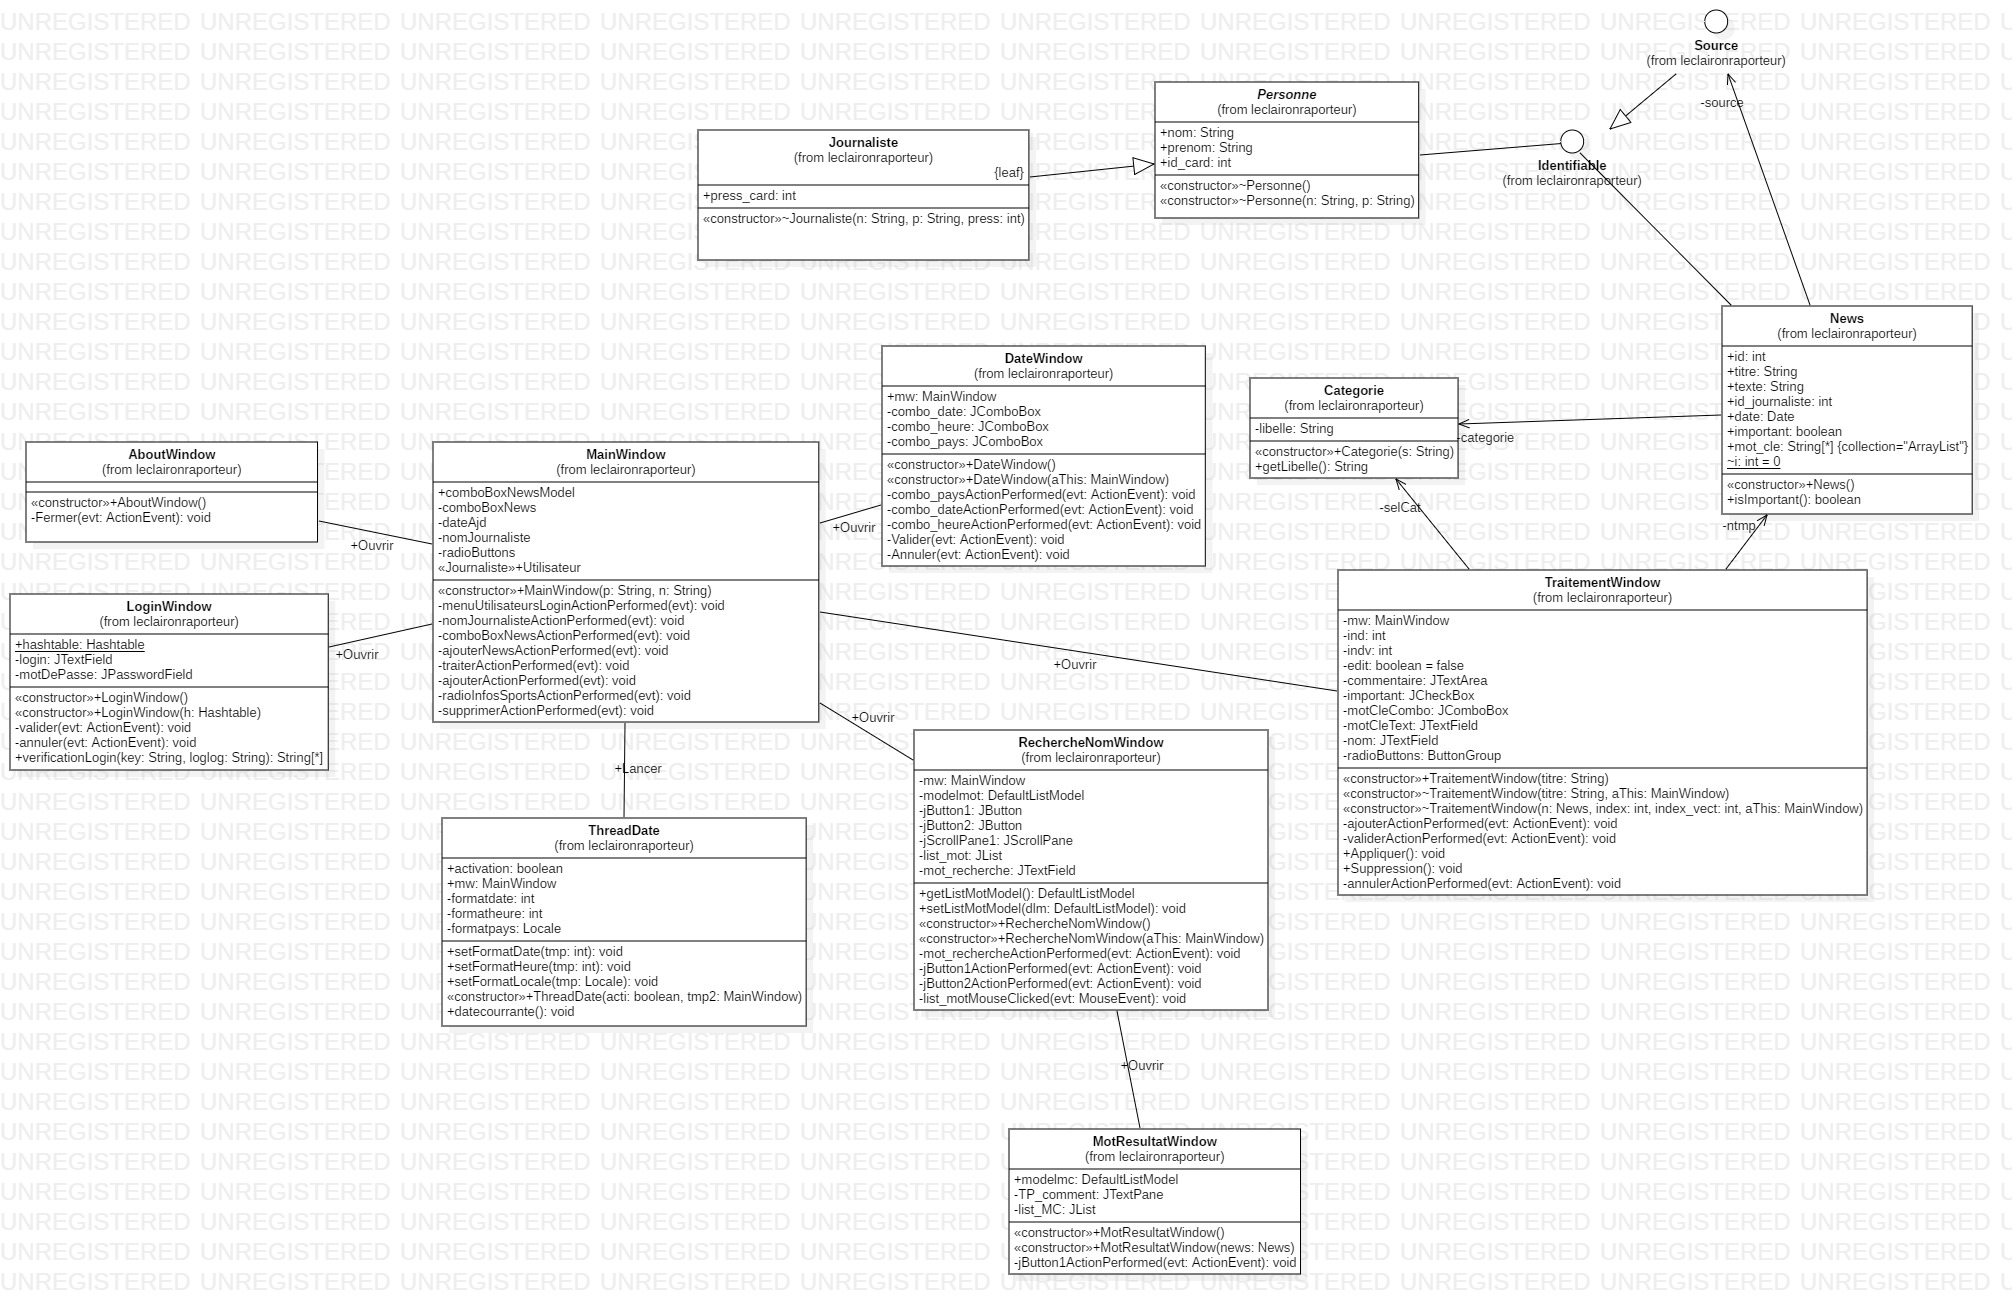 Source
(from leclaironraporteur)
-source
Identifiable
(from leclaironraporteur)
Personne
(from leclaironraporteur)
+nom: String
+prenom: String
+id_card: int
«constructor»~Personne()
«constructor»~Personne(n: String, p: String)
Journaliste
(from leclaironraporteur)
{leaf}
+press_card: int
«constructor»~Journaliste(n: String, p: String, press: int)
News
(from leclaironraporteur)
+id: int
+titre: String
+texte: String
+id_journaliste: int
+date: Date
+important: boolean
+mot_cle: String[*] {collection="ArrayList"}
~i: int = 0
«constructor»+News()
+isImportant(): boolean
DateWindow
(from leclaironraporteur)
+mw: MainWindow
-combo_date: JComboBox
-combo_heure: JComboBox
-combo_pays: JComboBox
«constructor»+DateWindow()
«constructor»+DateWindow(aThis: MainWindow)
-combo_paysActionPerformed(evt: ActionEvent): void
-combo_dateActionPerformed(evt: ActionEvent): void
-combo_heureActionPerformed(evt: ActionEvent): void
-Valider(evt: ActionEvent): void
-Annuler(evt: ActionEvent): void
Categorie
(from leclaironraporteur)
-libelle: String
«constructor»+Categorie(s: String)
+getLibelle(): String
-categorie
-selCat
-ntmp
AboutWindow
(from leclaironraporteur)
«constructor»+AboutWindow()
-Fermer(evt: ActionEvent): void
+Ouvrir
MainWindow
(from leclaironraporteur)
+comboBoxNewsModel
-comboBoxNews
-dateAjd
-nomJournaliste
-radioButtons
«Journaliste»+Utilisateur
«constructor»+MainWindow(p: String, n: String)
-menuUtilisateursLoginActionPerformed(evt): void
-nomJournalisteActionPerformed(evt): void
-comboBoxNewsActionPerformed(evt): void
-ajouterNewsActionPerformed(evt): void
-traiterActionPerformed(evt): void
-ajouterActionPerformed(evt): void
-radioInfosSportsActionPerformed(evt): void
-supprimerActionPerformed(evt): void
+Ouvrir
LoginWindow
(from leclaironraporteur)
+hashtable: Hashtable
-login: JTextField
-motDePasse: JPasswordField
«constructor»+LoginWindow()
«constructor»+LoginWindow(h: Hashtable)
-valider(evt: ActionEvent): void
-annuler(evt: ActionEvent): void
+verificationLogin(key: String, loglog: String): String[*]
+Ouvrir
+Ouvrir
+Ouvrir
TraitementWindow
(from leclaironraporteur)
-mw: MainWindow
-ind: int
-indv: int
-edit: boolean = false
-commentaire: JTextArea
-important: JCheckBox
-motCleCombo: JComboBox
-motCleText: JTextField
-nom: JTextField
-radioButtons: ButtonGroup
«constructor»+TraitementWindow(titre: String)
«constructor»~TraitementWindow(titre: String, aThis: MainWindow)
«constructor»~TraitementWindow(n: News, index: int, index_vect: int, aThis: MainWindow)
-ajouterActionPerformed(evt: ActionEvent): void
-validerActionPerformed(evt: ActionEvent): void
+Appliquer(): void
+Suppression(): void
-annulerActionPerformed(evt: ActionEvent): void
+Lancer
RechercheNomWindow
(from leclaironraporteur)
-mw: MainWindow
-modelmot: DefaultListModel
-jButton1: JButton
-jButton2: JButton
-jScrollPane1: JScrollPane
-list_mot: JList
-mot_recherche: JTextField
+getListMotModel(): DefaultListModel
+setListMotModel(dlm: DefaultListModel): void
«constructor»+RechercheNomWindow()
«constructor»+RechercheNomWindow(aThis: MainWindow)
-mot_rechercheActionPerformed(evt: ActionEvent): void
-jButton1ActionPerformed(evt: ActionEvent): void
-jButton2ActionPerformed(evt: ActionEvent): void
-list_motMouseClicked(evt: MouseEvent): void
ThreadDate
(from leclaironraporteur)
+activation: boolean
+mw: MainWindow
-formatdate: int
-formatheure: int
-formatpays: Locale
+setFormatDate(tmp: int): void
+setFormatHeure(tmp: int): void
+setFormatLocale(tmp: Locale): void
«constructor»+ThreadDate(acti: boolean, tmp2: MainWindow)
+datecourrante(): void
+Ouvrir
MotResultatWindow
(from leclaironraporteur)
+modelmc: DefaultListModel
-TP_comment: JTextPane
-list_MC: JList
«constructor»+MotResultatWindow()
«constructor»+MotResultatWindow(news: News)
-jButton1ActionPerformed(evt: ActionEvent): void
UNREGISTERED